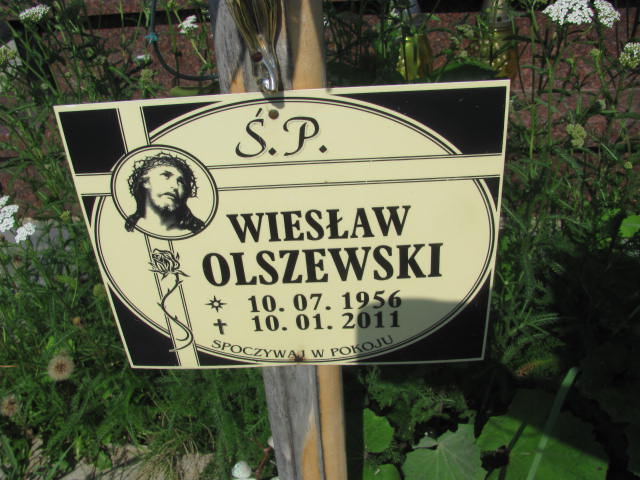 Ś.P.
WIESŁAW
OLSZEWSKI
10. 07. 1956
10. 01. 2011
SPOCZYWAJ W POKOJU